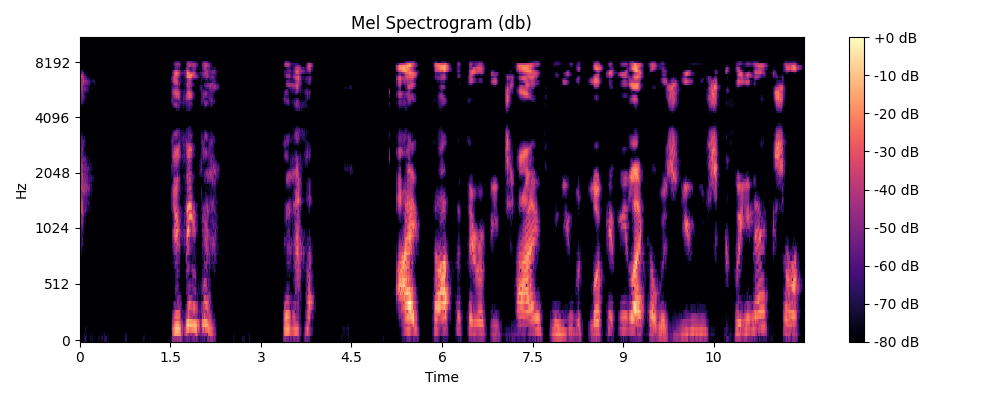 Mel Spectrogram (db)
Hz
8192
4096
2048
1024
512
0
0 1.5 3 4.5 6 7.5 9 10
Time
+0 dB
-10 dB
-20 dB
-30 dB
-40 dB
-50 dB
-60 dB
-70 dB
-80 dB